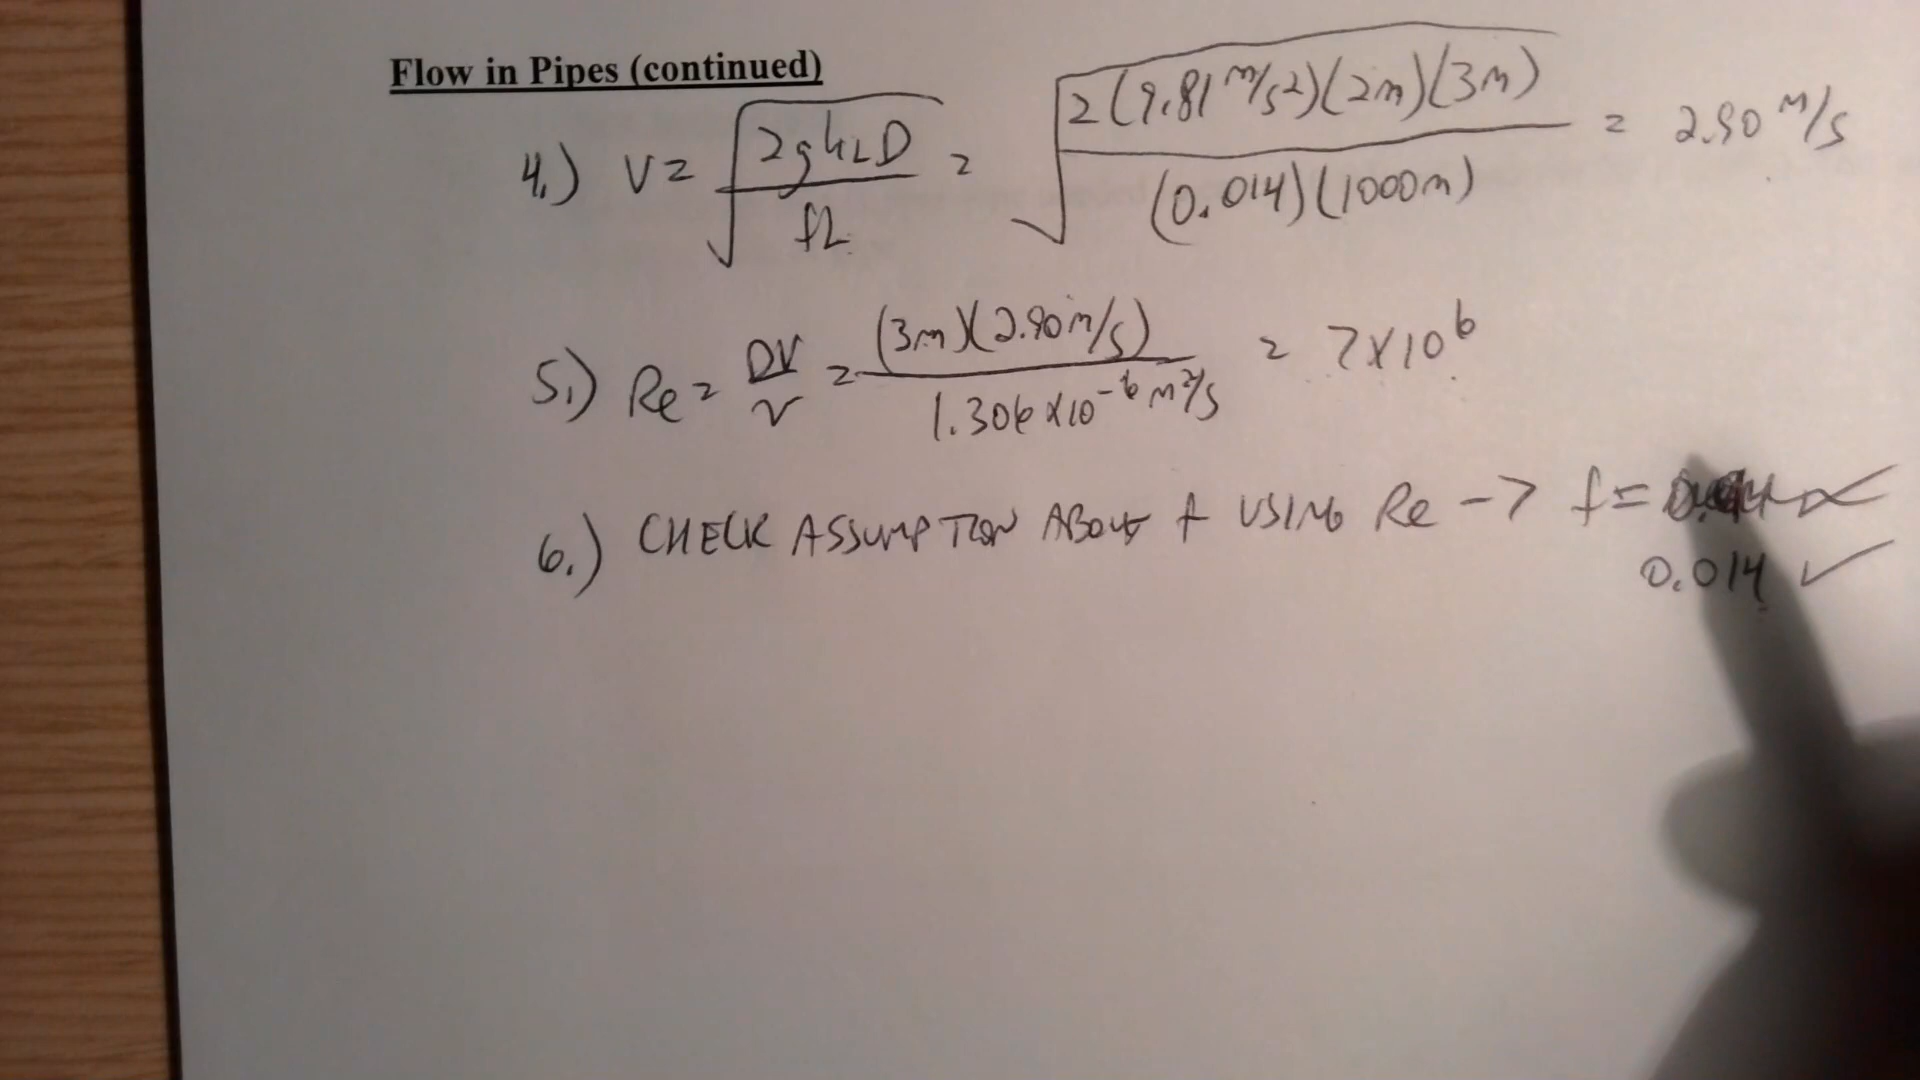 Flow in Pipes (continued)
4.) V = √(2ghLD / fL) = √(2(9.81 m/s²)(2m)(3m) / (0.014)(1000m)) = 2.90 m/s
5.) Re = DV / ν = (3m)(2.90m/s) / 1.306×10⁻⁶ m²/s = 7×10⁶
6.) CHECK ASSUMPTION ABOUT f USING Re -> f =
0.014 ✓